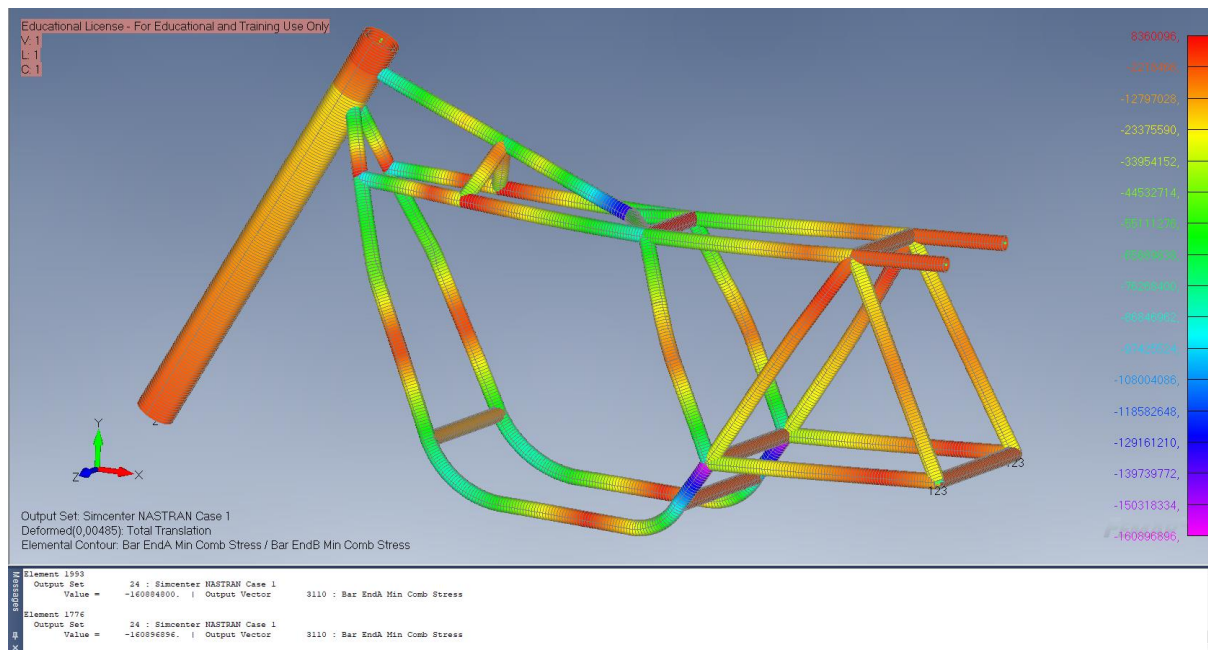 Educational License - For Educational and Training Use Only
V: 1
L: 1
C: 1
-12797028,
-23375590,
-33954152,
-44532714,
-55111276,
-108004086,
-118582648,
-129161210,
-139739772,
-150318334,
-160896896,
Y
Z
X
Z
123
123
Output Set: Simcenter NASTRAN Case 1
Deformed(0,00485): Total Translation
Elemental Contour: Bar EndA Min Comb Stress / Bar EndB Min Comb Stress
Messages
Element 1993
Output Set 24 : Simcenter NASTRAN Case 1
Value = -160884800. | Output Vector 3110 : Bar EndA Min Comb Stress
Element 1776
Output Set 24 : Simcenter NASTRAN Case 1
Value = -160896896. | Output Vector 3110 : Bar EndA Min Comb Stress